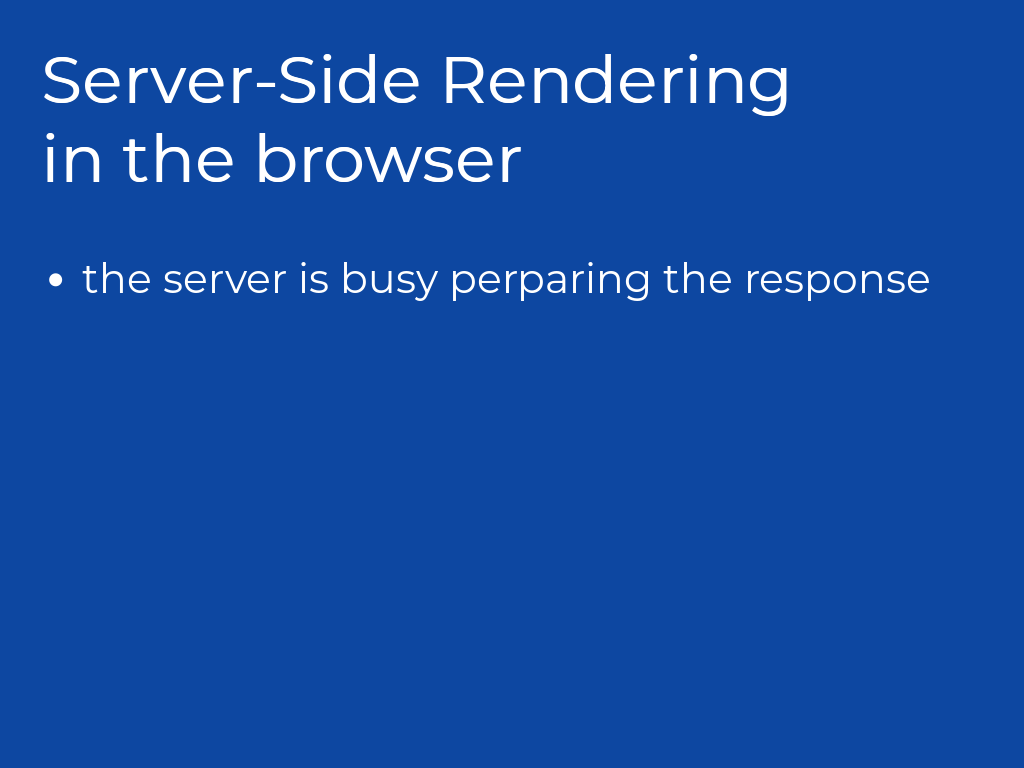 Server-Side Rendering
in the browser
• the server is busy perparing the response